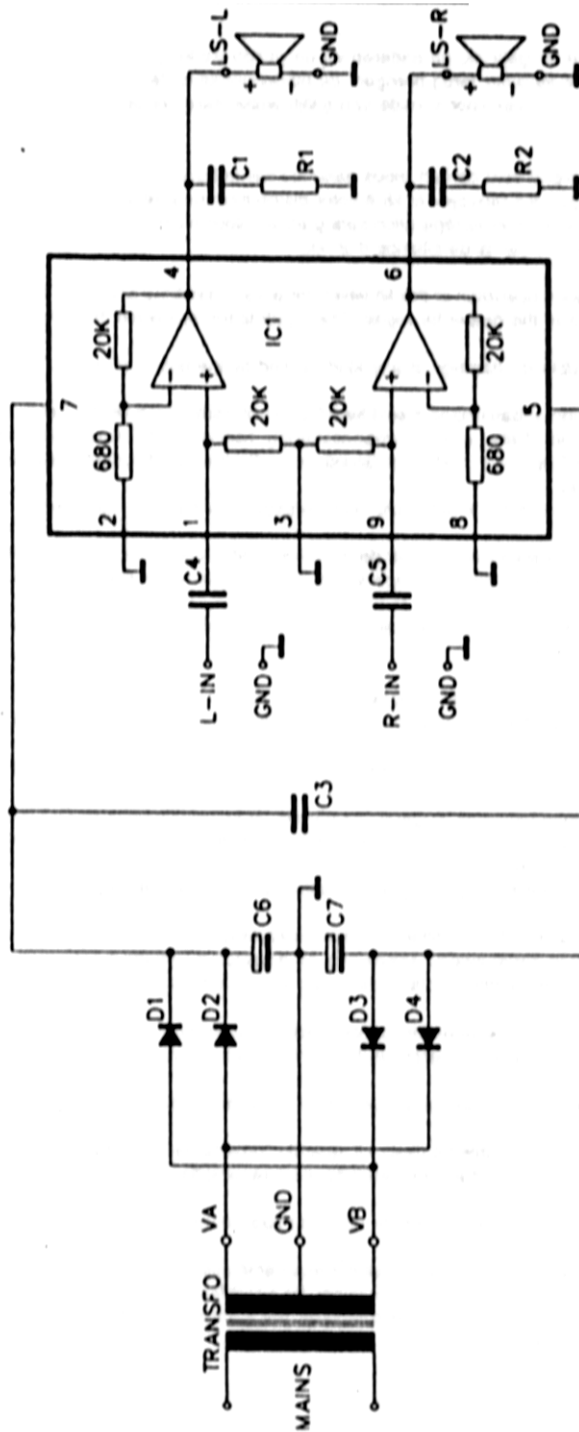 TRANSFO
MAINS
VA
GND
VB
D1
D2
D3
D4
C6
C7
C3
L-IN
GND
R-IN
GND
C4
C5
2
1
3
9
8
7
5
680
20K
20K
20K
680
20K
IC1
-
+
+
-
4
6
C1
R1
C2
R2
LS-L
+
-
GND
LS-R
+
-
GND